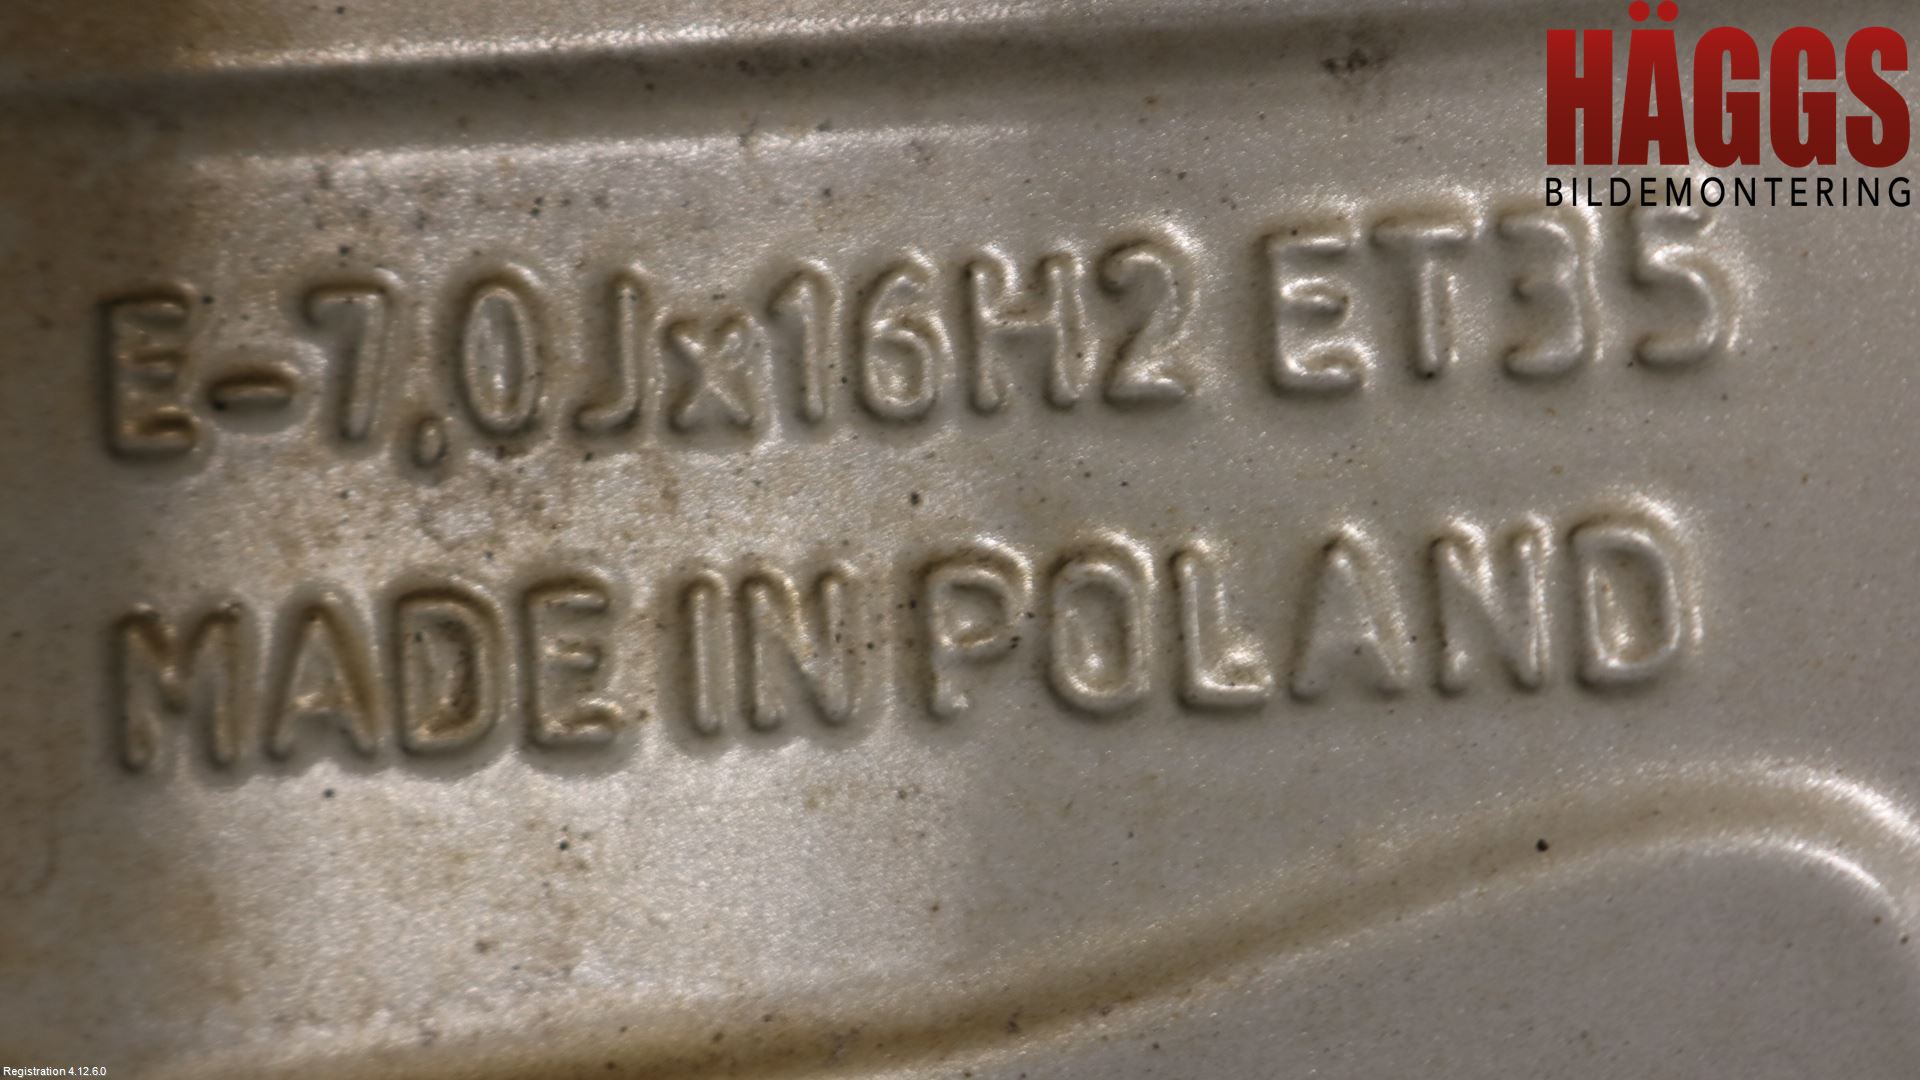 HÄGGS
BILDEMONTERING
E-7,0Jx16H2 ET35
MADE IN POLAND
Registration 4.12.6.0